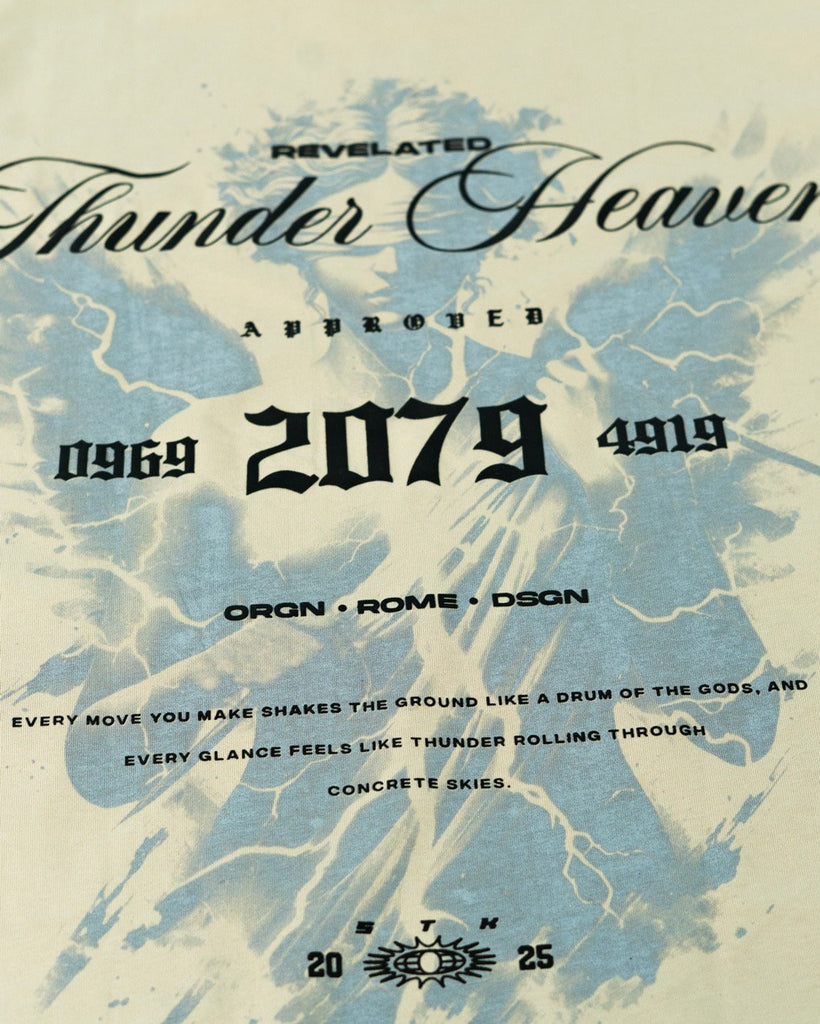 REVELATED
Thunder Heaven
APPROVED
0969 2079 4919
ORGN • ROME • DSGN
EVERY MOVE YOU MAKE SHAKES THE GROUND LIKE A DRUM OF THE GODS, AND
EVERY GLANCE FEELS LIKE THUNDER ROLLING THROUGH
CONCRETE SKIES.
STK
20 25